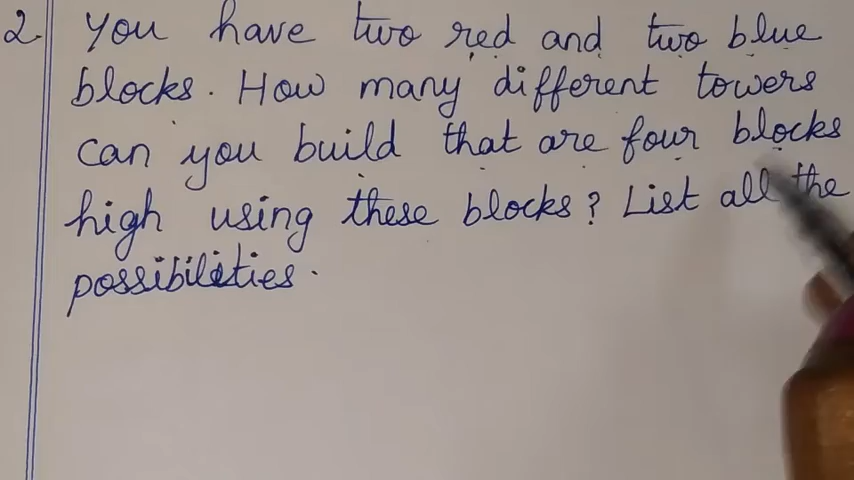 2. You have two red and two blue
blocks. How many different towers
can you build that are four blocks
high using these blocks? List all the
possibilities.